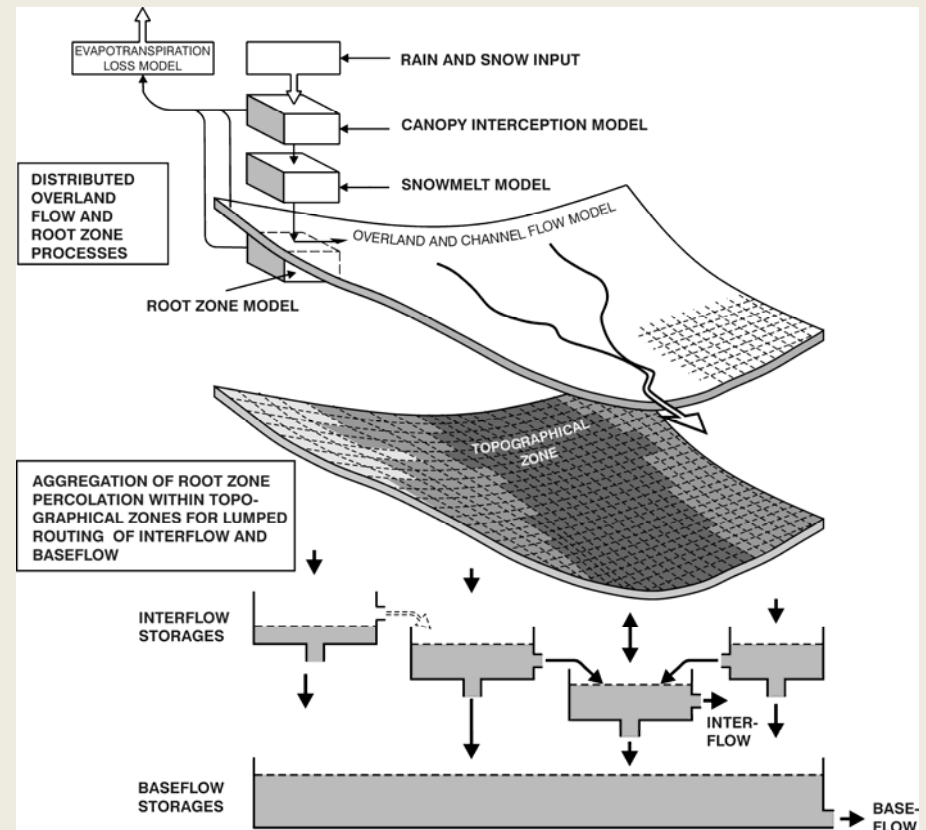 EVAPOTRANSPIRATION
LOSS MODEL
RAIN AND SNOW INPUT
CANOPY INTERCEPTION MODEL
SNOWMELT MODEL
DISTRIBUTED
OVERLAND
FLOW AND
ROOT ZONE
PROCESSES
OVERLAND AND CHANNEL FLOW MODEL
ROOT ZONE MODEL
TOPOGRAPHICAL
ZONE
AGGREGATION OF ROOT ZONE
PERCOLATION WITHIN TOPO-
GRAPHICAL ZONES FOR LUMPED
ROUTING OF INTERFLOW AND
BASEFLOW
INTERFLOW
STORAGES
INTER-
FLOW
BASEFLOW
STORAGES
BASE-
FLOW